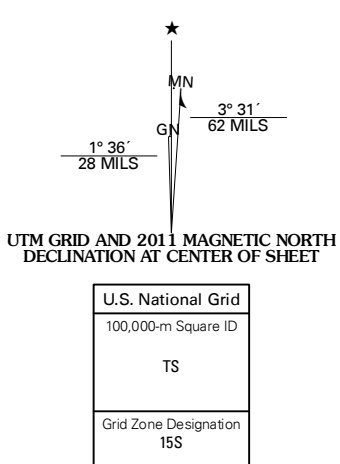 ★
MN
GN
3° 31´
62 MILS
1° 36´
28 MILS
UTM GRID AND 2011 MAGNETIC NORTH
DECLINATION AT CENTER OF SHEET
U.S. National Grid
100,000-m Square ID
TS
Grid Zone Designation
15S